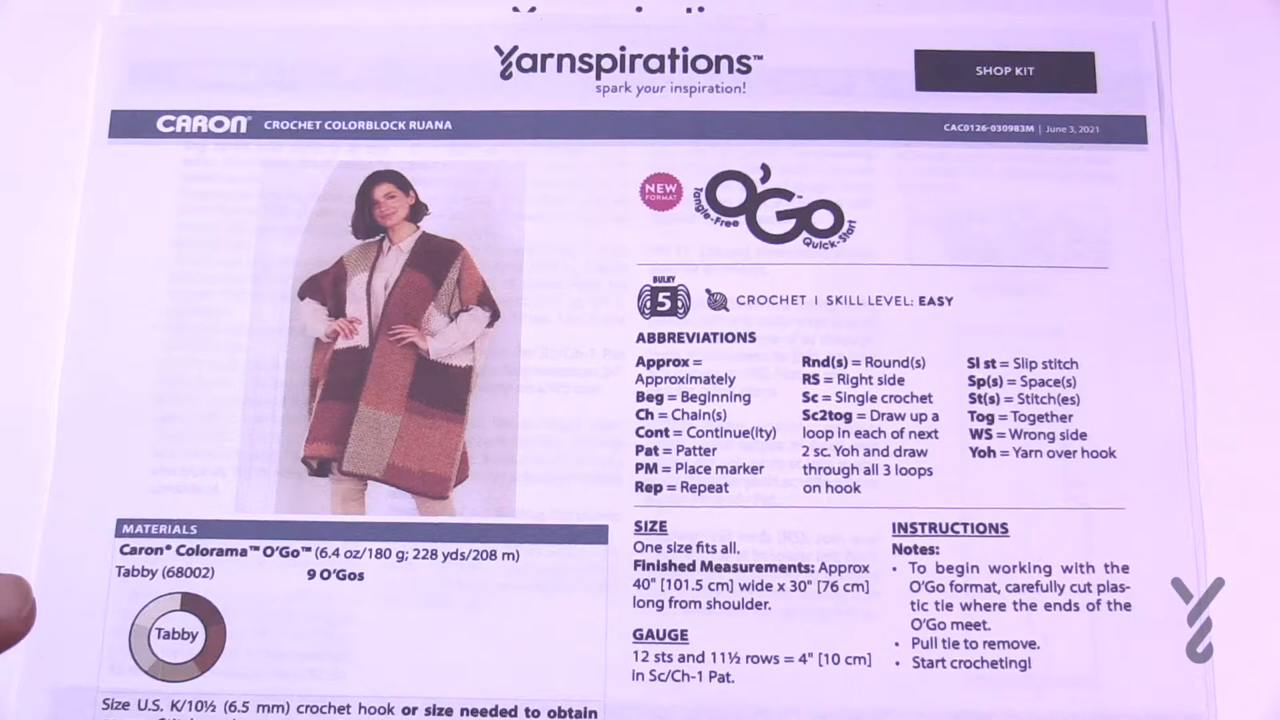 Yarnspirations™
spark your inspiration!
SHOP KIT
CARON® CROCHET COLORBLOCK RUANA
CAC0126-030983M | June 3, 2021
NEW
FORMAT
O'Go™
Tangle-Free
Quick-Start
BULKY
5
CROCHET I SKILL LEVEL: EASY
ABBREVIATIONS
Approx =
Approximately
Beg = Beginning
Ch = Chain(s)
Cont = Continue(ity)
Pat = Patter
PM = Place marker
Rep = Repeat
Rnd(s) = Round(s)
RS = Right side
Sc = Single crochet
Sc2tog = Draw up a
loop in each of next
2 sc. Yoh and draw
through all 3 loops
on hook
Sl st = Slip stitch
Sp(s) = Space(s)
St(s) = Stitch(es)
Tog = Together
WS = Wrong side
Yoh = Yarn over hook
MATERIALS
Caron® Colorama™ O'Go™ (6.4 oz/180 g; 228 yds/208 m)
Tabby (68002) 9 O'Gos
Tabby
Size U.S. K/10½ (6.5 mm) crochet hook or size needed to obtain
SIZE
One size fits all.
Finished Measurements: Approx
40" [101.5 cm] wide x 30" [76 cm]
long from shoulder.
GAUGE
12 sts and 11½ rows = 4" [10 cm]
in Sc/Ch-1 Pat.
INSTRUCTIONS
Notes:
• To begin working with the
O'Go format, carefully cut plas-
tic tie where the ends of the
O'Go meet.
• Pull tie to remove.
• Start crocheting!